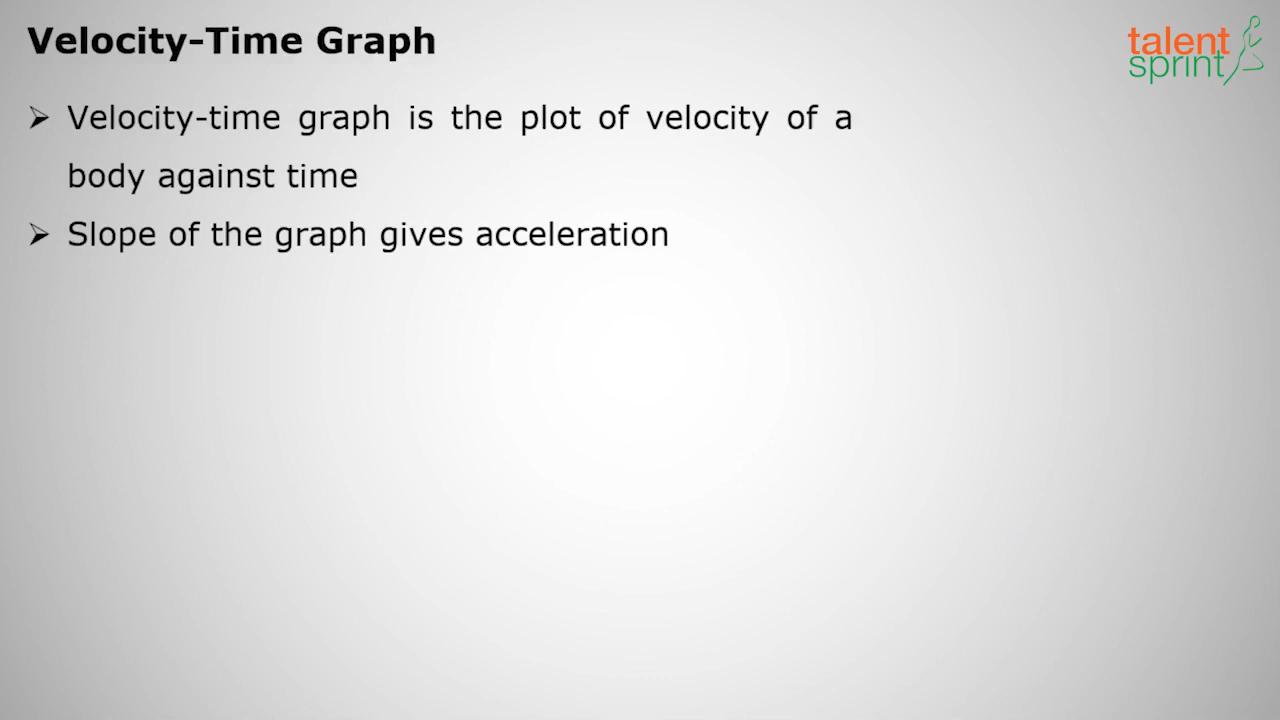 Velocity-Time Graph
talent
sprint
➢ Velocity-time graph is the plot of velocity of a
body against time
➢ Slope of the graph gives acceleration